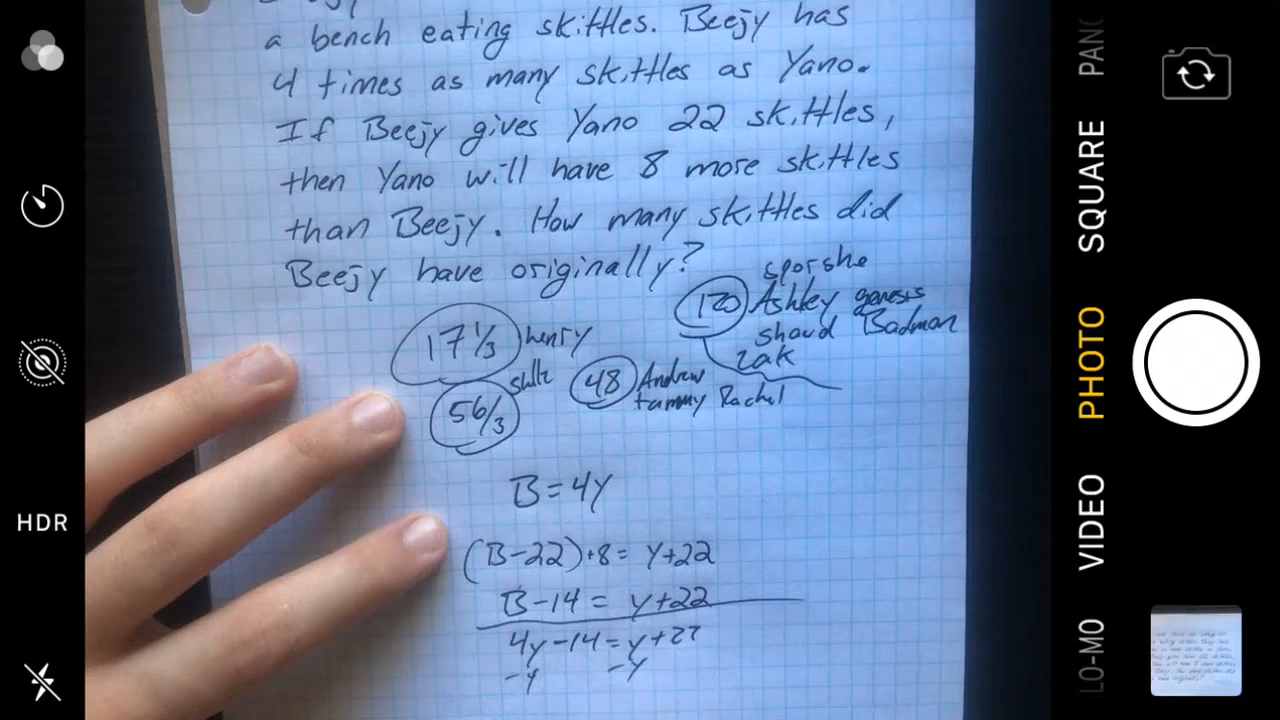 a bench eating skittles. Beejy has
4 times as many skittles as Yano.
If Beejy gives Yano 22 skittles,
then Yano will have 8 more skittles
than Beejy. How many skittles did
Beejy have originally?
sporshe
120 Ashley genesis
shaud Badman
zak
17 1/3 henry
48 Andrew
tammy Rachel
56/3
B=4y
(B-22)+8= y+22
B-14= y+22
4y-14=y+22
-y -y
HDR
LO-MO
VIDEO
PHOTO
SQUARE
PANO